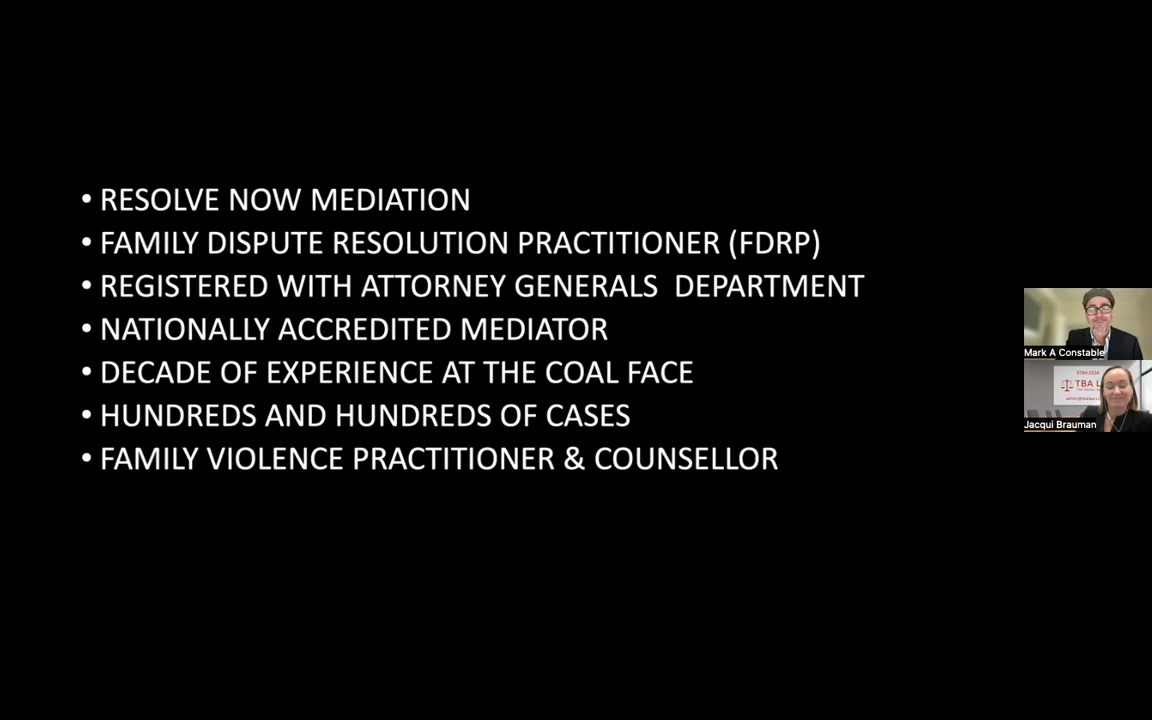 • RESOLVE NOW MEDIATION
• FAMILY DISPUTE RESOLUTION PRACTITIONER (FDRP)
• REGISTERED WITH ATTORNEY GENERALS  DEPARTMENT
• NATIONALLY ACCREDITED MEDIATOR
• DECADE OF EXPERIENCE AT THE COAL FACE
• HUNDREDS AND HUNDREDS OF CASES
• FAMILY VIOLENCE PRACTITIONER & COUNSELLOR
Mark A Constable
TBA
Jacqui Brauman